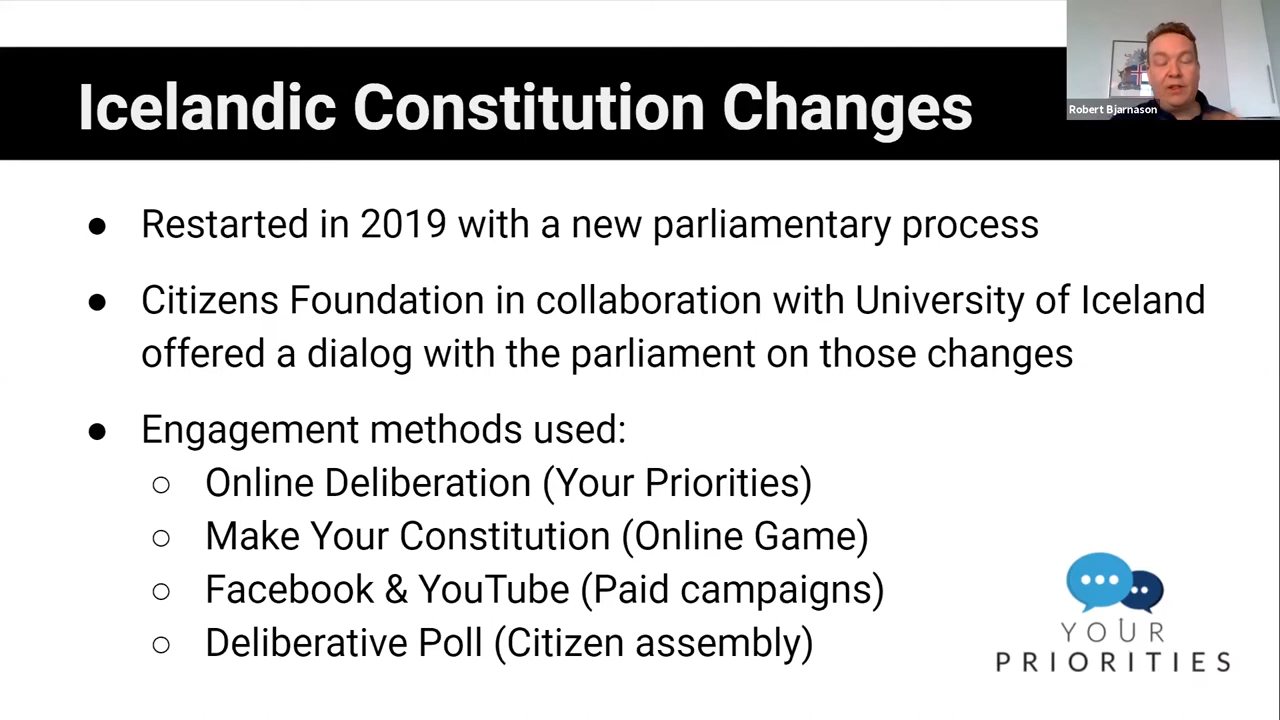 Icelandic Constitution Changes
Robert Bjarnason
● Restarted in 2019 with a new parliamentary process
● Citizens Foundation in collaboration with University of Iceland
offered a dialog with the parliament on those changes
● Engagement methods used:
○ Online Deliberation (Your Priorities)
○ Make Your Constitution (Online Game)
○ Facebook & YouTube (Paid campaigns)
○ Deliberative Poll (Citizen assembly)
YOUR
PRIORITIES